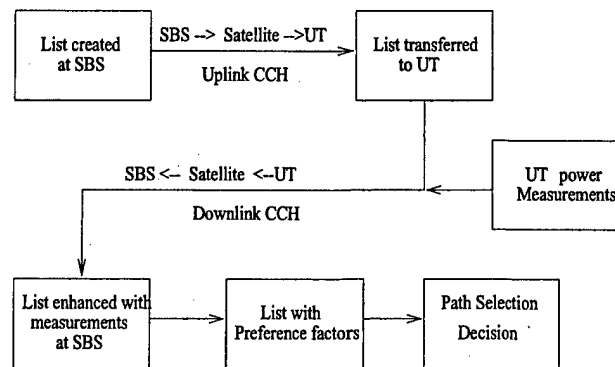 List created
at SBS
SBS --> Satellite -->UT
Uplink CCH
List transferred
to UT
SBS <-- Satellite <--UT
Downlink CCH
UT power
Measurements
List enhanced with
measurements
at SBS
List with
Preference factors
Path Selection
Decision